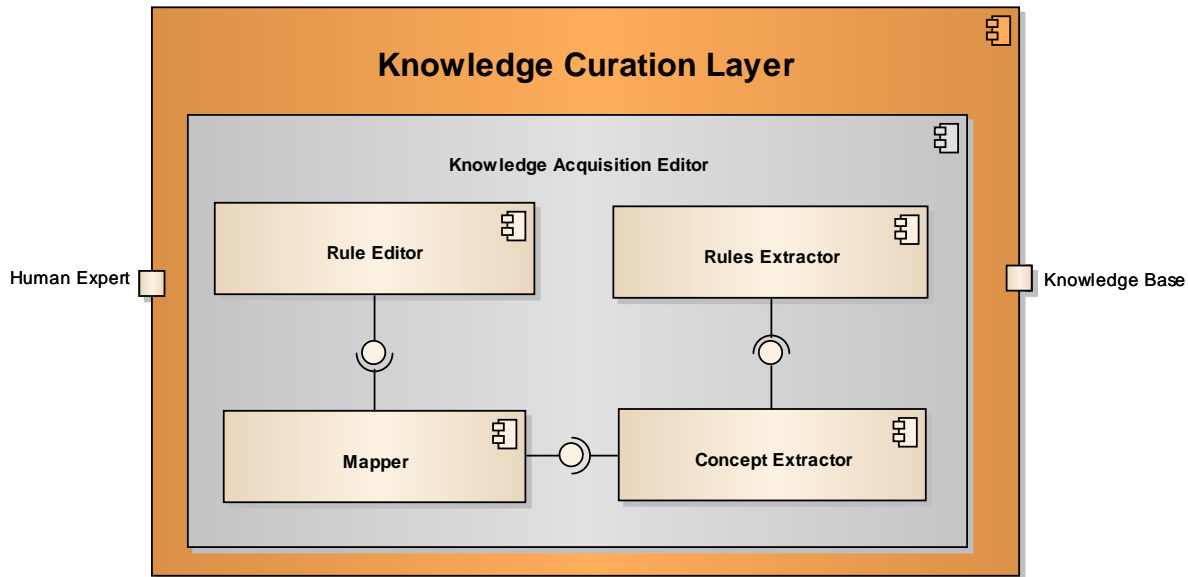 Knowledge Curation Layer
Knowledge Acquisition Editor
Rule Editor
Rules Extractor
Human Expert
Knowledge Base
Mapper
Concept Extractor